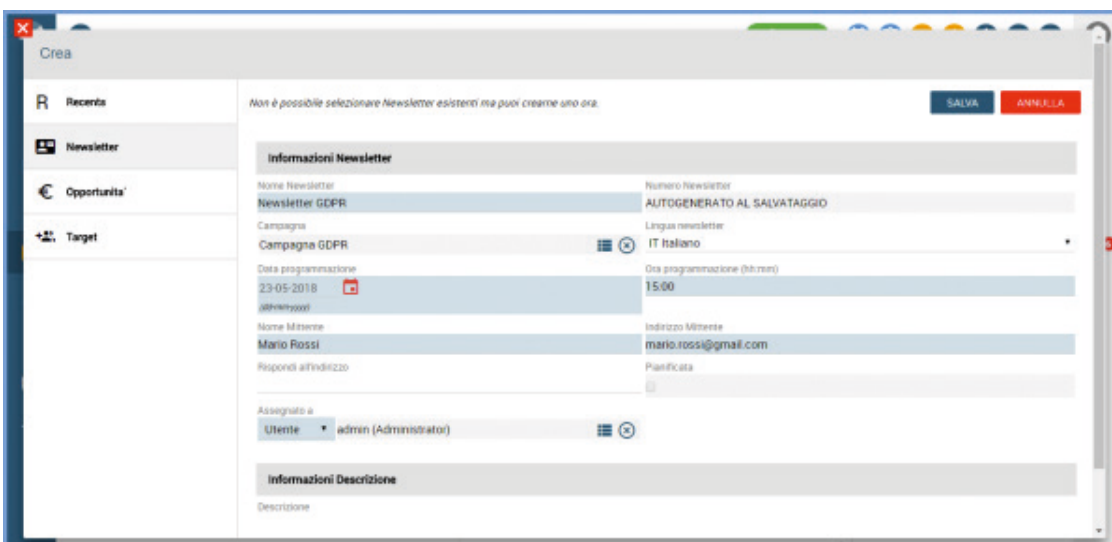 Crea
R Recents
Non è possibile selezionare Newsletter esistenti ma puoi crearne uno ora.
SALVA
ANNULLA
Newsletter
Opportunita'
Target
Informazioni Newsletter
Nome Newsletter
Newsletter GDPR
Numero Newsletter
AUTOGENERATO AL SALVATAGGIO
Campagna
Campagna GDPR
Lingua newsletter
IT Italiano
Data programmazione
23-05-2018
Ora programmazione (hh:mm)
15:00
Nome Mittente
Mario Rossi
Indirizzo Mittente
mario.rossi@gmail.com
Rispondi all'indirizzo
Pianificata
Assegnato a
Utente
admin (Administrator)
Informazioni Descrizione
Descrizione